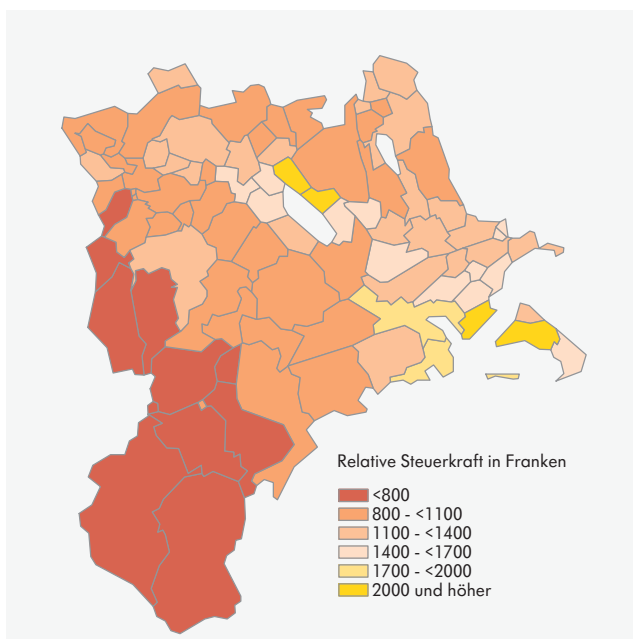 Relative Steuerkraft in Franken
<800
800 - <1100
1100 - <1400
1400 - <1700
1700 - <2000
2000 und höher